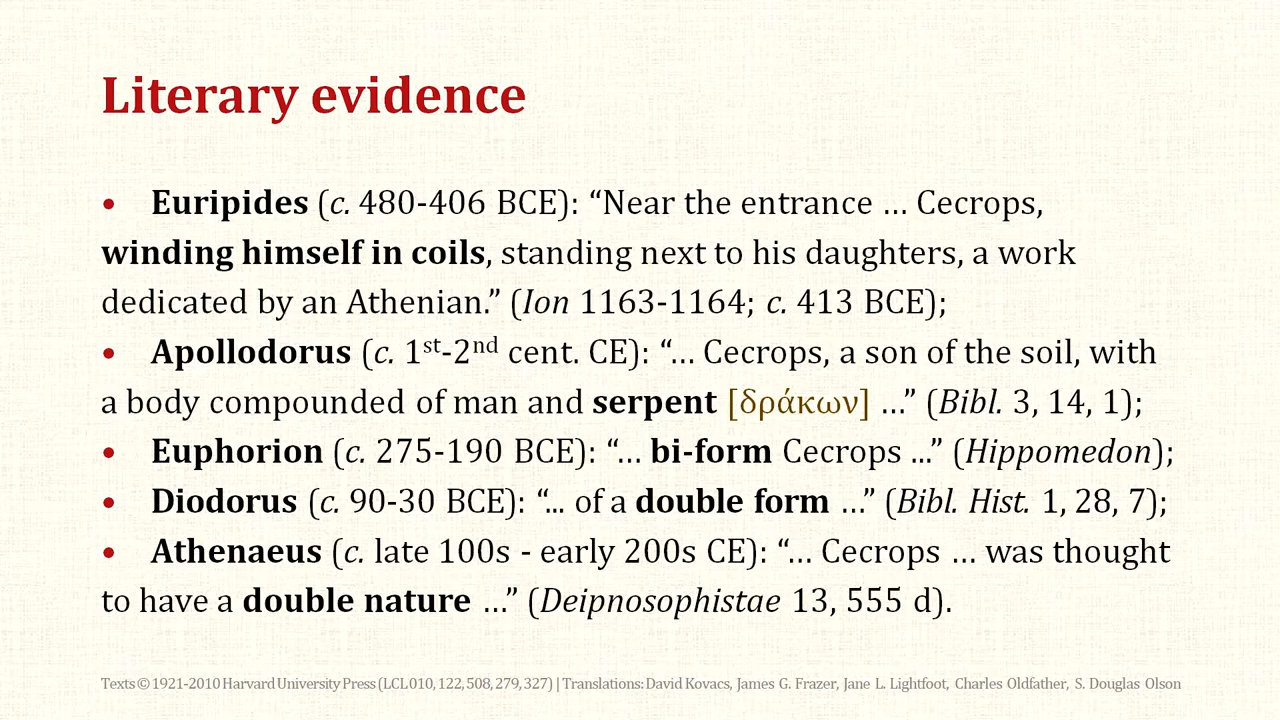 Literary evidence
• Euripides (c. 480-406 BCE): “Near the entrance … Cecrops,
winding himself in coils, standing next to his daughters, a work
dedicated by an Athenian.” (Ion 1163-1164; c. 413 BCE);
• Apollodorus (c. 1st-2nd cent. CE): “… Cecrops, a son of the soil, with
a body compounded of man and serpent [δράκων] …” (Bibl. 3, 14, 1);
• Euphorion (c. 275-190 BCE): “… bi-form Cecrops ...” (Hippomedon);
• Diodorus (c. 90-30 BCE): “... of a double form …” (Bibl. Hist. 1, 28, 7);
• Athenaeus (c. late 100s - early 200s CE): “… Cecrops … was thought
to have a double nature …” (Deipnosophistae 13, 555 d).
Texts © 1921-2010 Harvard University Press (LCL 010, 122, 508, 279, 327) | Translations: David Kovacs, James G. Frazer, Jane L. Lightfoot, Charles Oldfather, S. Douglas Olson